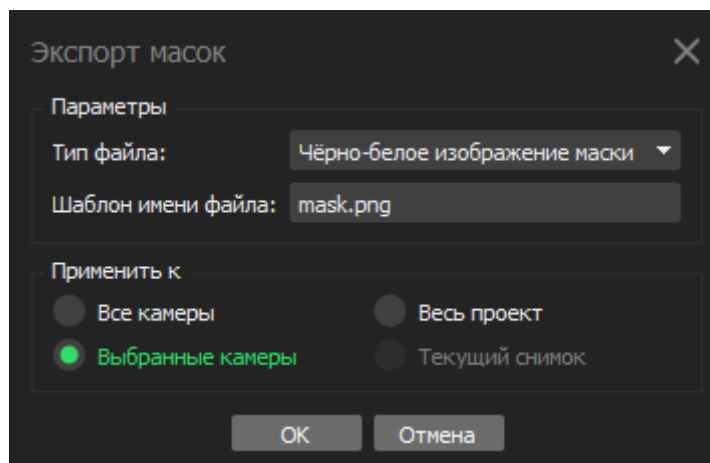 Экспорт масок
Параметры
Тип файла: Чёрно-белое изображение маски
Шаблон имени файла: mask.png
Применить к
Все камеры Весь проект
Выбранные камеры Текущий снимок
OK Отмена